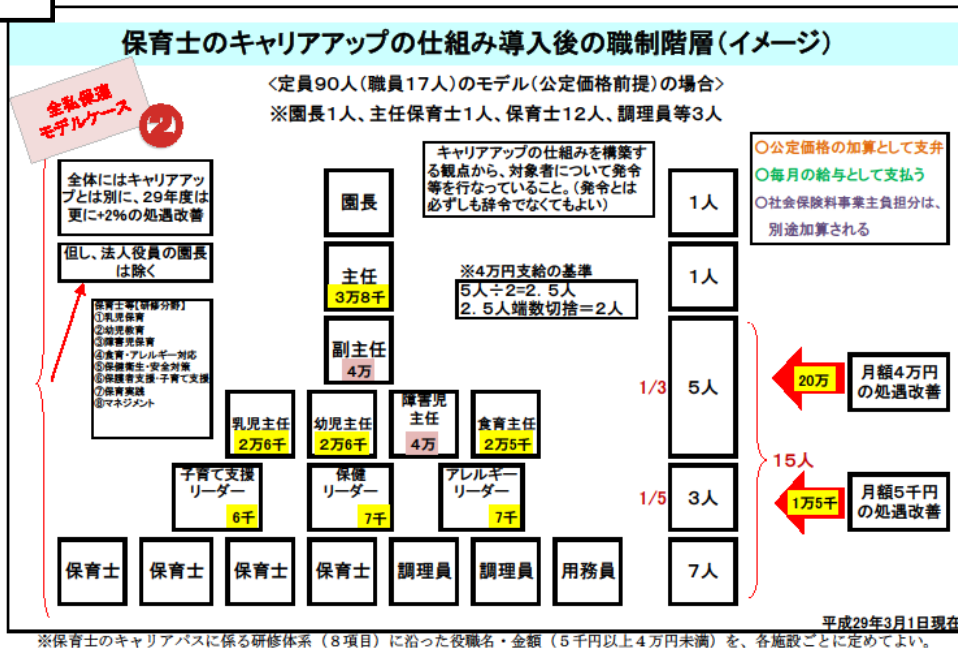 保育士のキャリアアップの仕組み導入後の職制階層(イメージ)
<定員90人(職員17人)のモデル(公定価格前提)の場合>
※園長1人、主任保育士1人、保育士12人、調理員等3人
全私保連
モデルケース
②
全体にはキャリアアッ
プとは別に、29年度は
更に+2%の処遇改善
但し、法人役員の園長
は除く
保育士等【研修分野】
①乳児保育
②幼児教育
③障害児保育
④食育・アレルギー対応
⑤保健衛生・安全対策
⑥保護者支援・子育て支援
⑦保育実践
⑧マネジメント
キャリアアップの仕組みを構築す
る観点から、対象者について発令
等を行なっていること。(発令とは
必ずしも辞令でなくてもよい)
○公定価格の加算として支弁
○毎月の給与として支払う
○社会保険料事業主負担分は、
別途加算される
園長
1人
主任
3万8千
※4万円支給の基準
5人÷2=2.5人
2.5人端数切捨=2人
1人
副主任
4万
乳児主任
2万6千
幼児主任
2万6千
障害児
主任
4万
食育主任
2万5千
1/3
5人
20万
月額4万円
の処遇改善
15人
子育て支援
リーダー
6千
保健
リーダー
7千
アレルギー
リーダー
7千
1/5
3人
1万5千
月額5千円
の処遇改善
保育士
保育士
保育士
保育士
調理員
調理員
用務員
7人
平成29年3月1日現在
※保育士のキャリアパスに係る研修体系(8項目)に沿った役職名・金額(5千円以上4万円未満)を、各施設ごとに定めてよい。